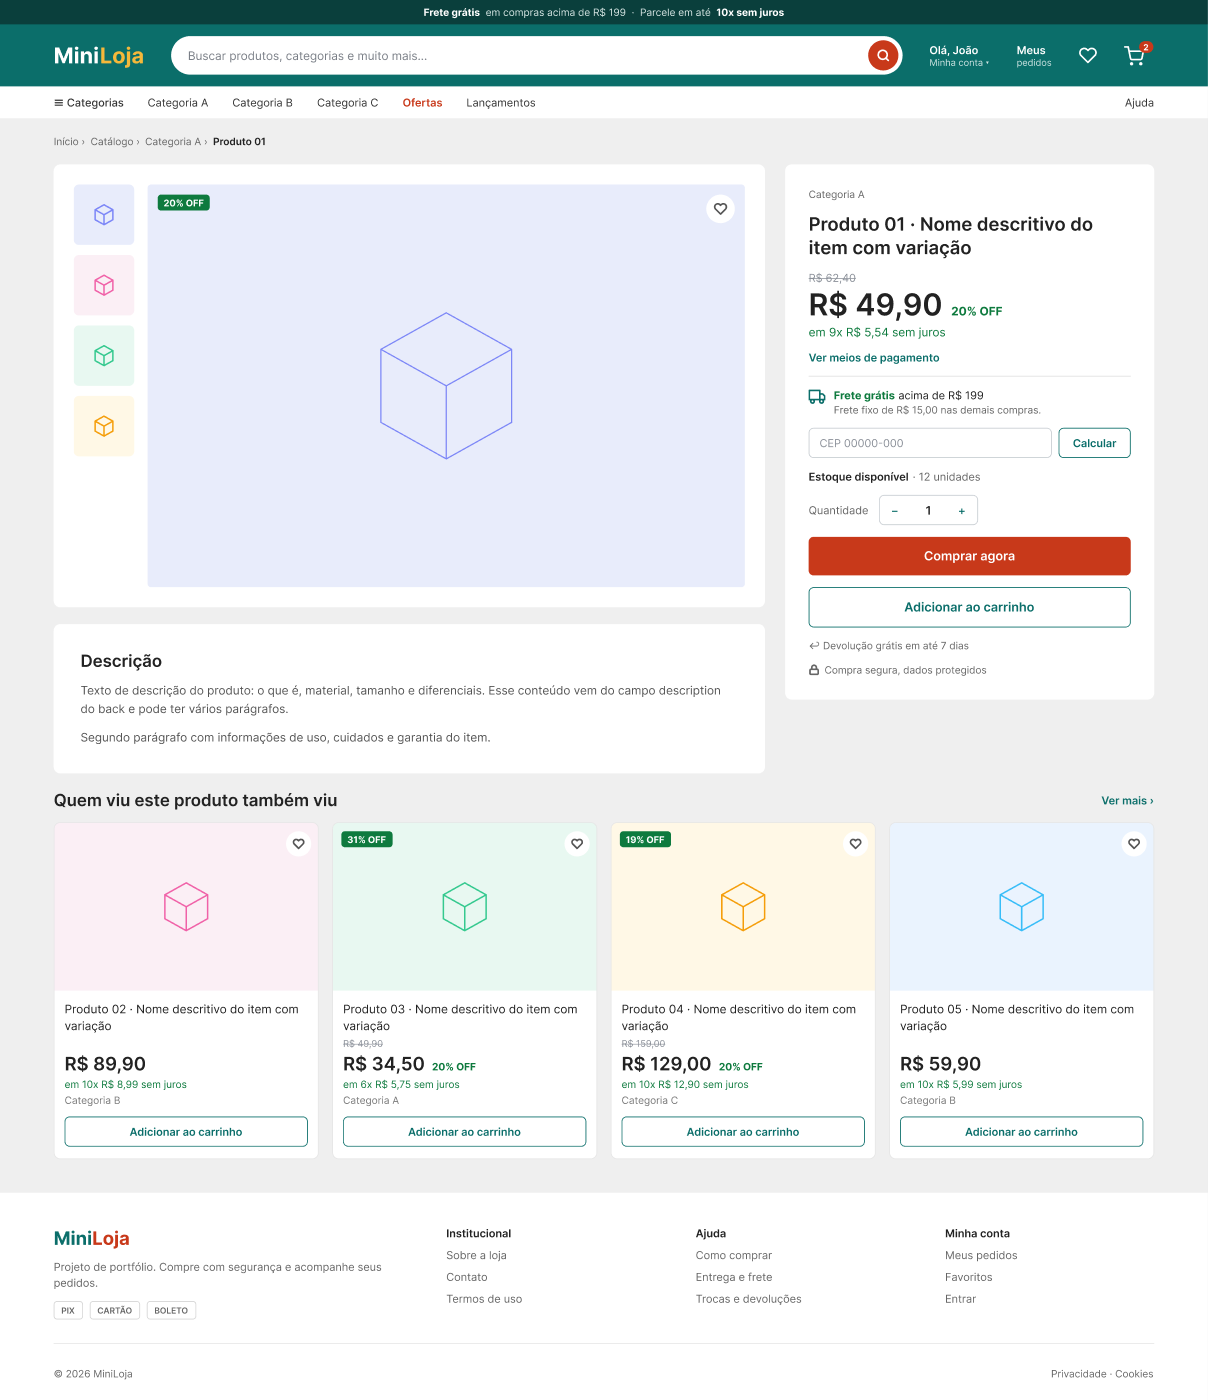 Frete grátis em compras acima de R$ 199 · Parcele em até 10x sem juros
MiniLoja
Buscar produtos, categorias e muito mais...
Olá, João
Minha conta
Meus
pedidos
2
Categorias
Categoria A
Categoria B
Categoria C
Ofertas
Lançamentos
Ajuda
Início › Catálogo › Categoria A › Produto 01
20% OFF
Categoria A
Produto 01 · Nome descritivo do
item com variação
R$ 62,40
R$ 49,90 20% OFF
em 9x R$ 5,54 sem juros
Ver meios de pagamento
Frete grátis acima de R$ 199
Frete fixo de R$ 15,00 nas demais compras.
CEP 00000-000
Calcular
Estoque disponível · 12 unidades
Quantidade
− 1 +
Comprar agora
Adicionar ao carrinho
Devolução grátis em até 7 dias
Compra segura, dados protegidos
Descrição
Texto de descrição do produto: o que é, material, tamanho e diferenciais. Esse conteúdo vem do campo description
do back e pode ter vários parágrafos.
Segundo parágrafo com informações de uso, cuidados e garantia do item.
Quem viu este produto também viu
Ver mais ›
Produto 02 · Nome descritivo do item com
variação
R$ 89,90
em 10x R$ 8,99 sem juros
Categoria B
Adicionar ao carrinho
31% OFF
Produto 03 · Nome descritivo do item com
variação
R$ 49,90
R$ 34,50 20% OFF
em 6x R$ 5,75 sem juros
Categoria A
Adicionar ao carrinho
19% OFF
Produto 04 · Nome descritivo do item com
variação
R$ 159,00
R$ 129,00 20% OFF
em 10x R$ 12,90 sem juros
Categoria C
Adicionar ao carrinho
Produto 05 · Nome descritivo do item com
variação
R$ 59,90
em 10x R$ 5,99 sem juros
Categoria B
Adicionar ao carrinho
MiniLoja
Projeto de portfólio. Compre com segurança e acompanhe seus
pedidos.
PIX
CARTÃO
BOLETO
Institucional
Sobre a loja
Contato
Termos de uso
Ajuda
Como comprar
Entrega e frete
Trocas e devoluções
Minha conta
Meus pedidos
Favoritos
Entrar
© 2026 MiniLoja
Privacidade · Cookies